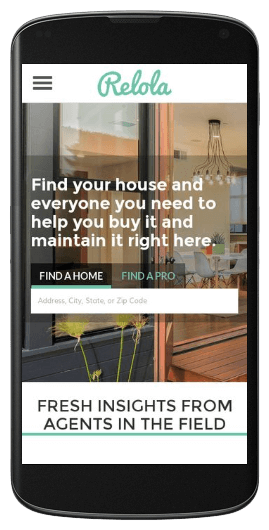 Relola
Find your house and
everyone you need to
help you buy it and
maintain it right here.
FIND A HOME FIND A PRO
Address, City, State, or Zip Code
FRESH INSIGHTS FROM
AGENTS IN THE FIELD